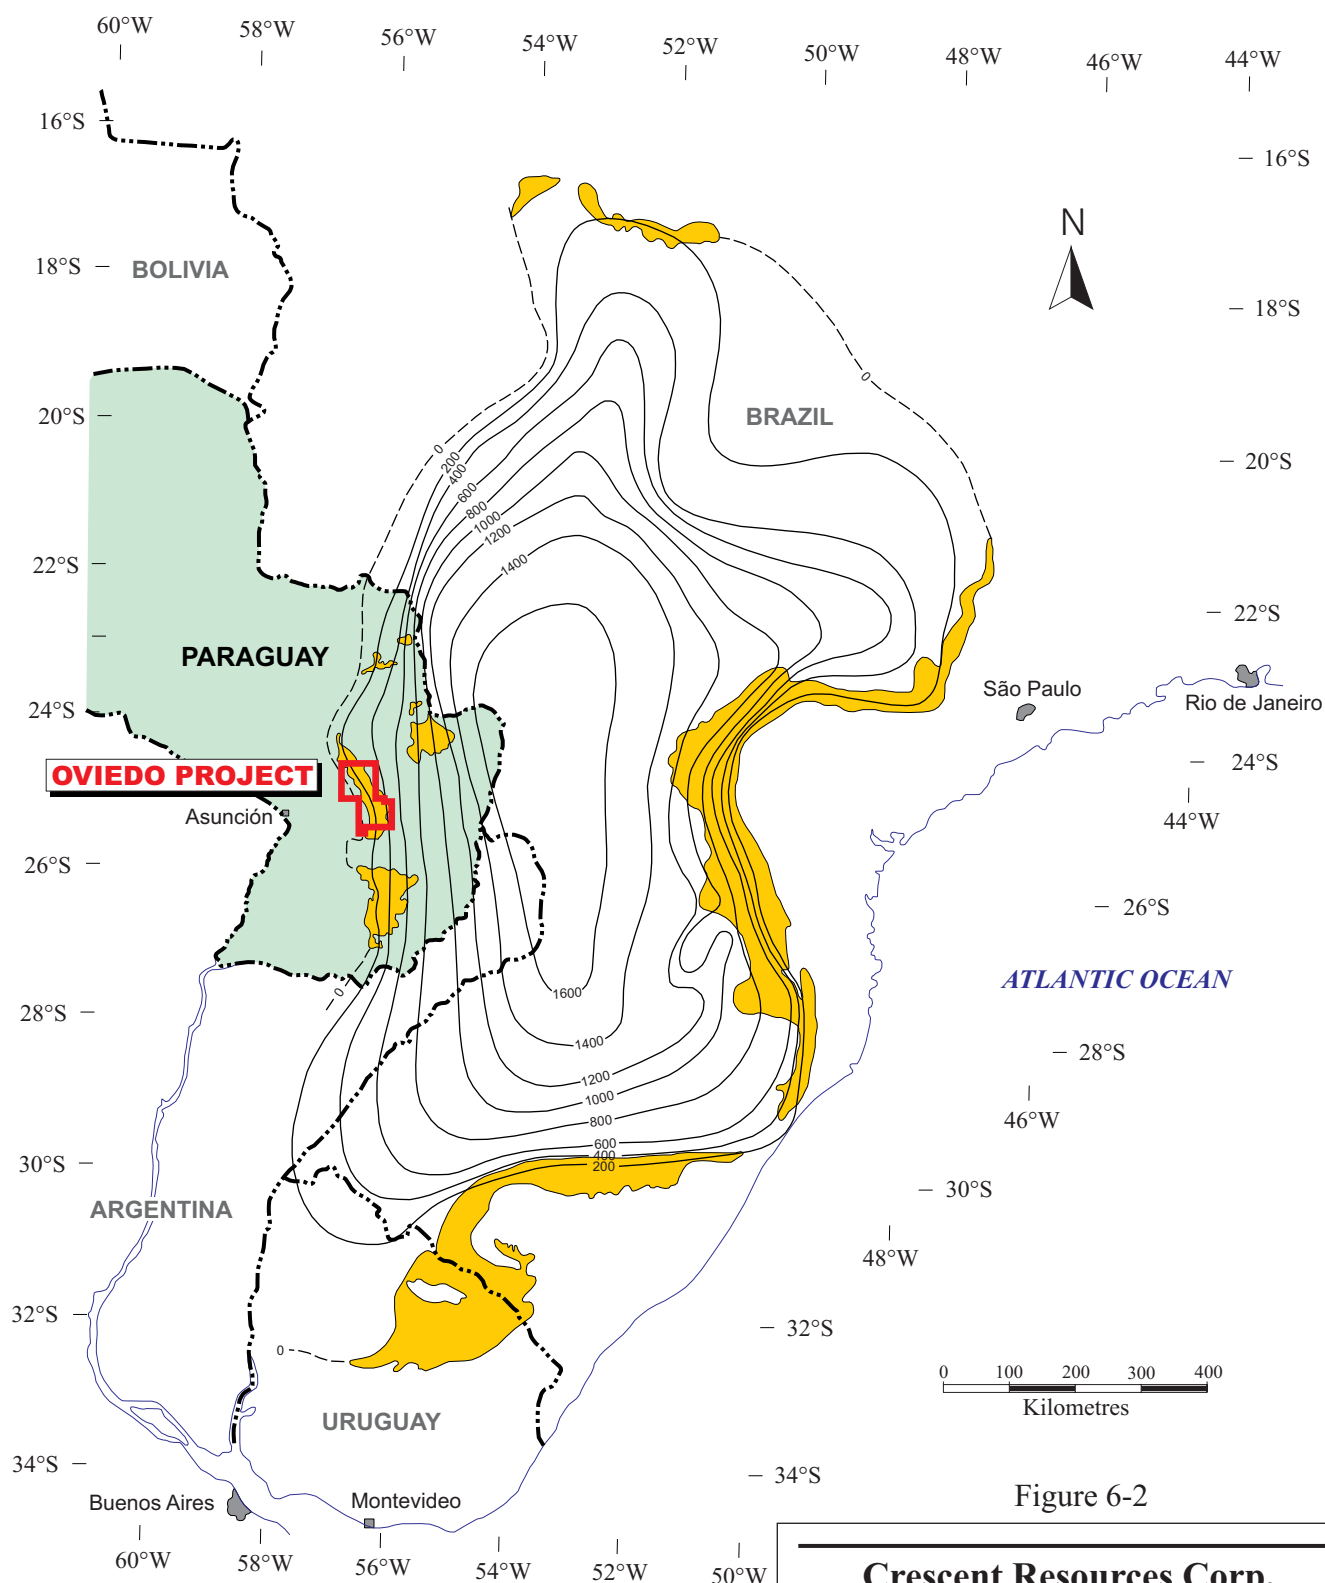 60°W
58°W
56°W
54°W
52°W
50°W
48°W
46°W
44°W
16°S
16°S
N
BOLIVIA
18°S
18°S
0
BRAZIL
20°S
20°S
0
200
400
600
800
1000
1200
1400
22°S
22°S
PARAGUAY
São Paulo
Rio de Janeiro
24°S
24°S
OVIEDO PROJECT
Asunción
44°W
26°S
26°S
ATLANTIC OCEAN
0
1600
28°S
1400
28°S
1200
1000
46°W
800
600
400
200
30°S
30°S
ARGENTINA
48°W
32°S
32°S
0
0 100 200 300 400
Kilometres
URUGUAY
34°S
34°S
Figure 6-2
Buenos Aires
Montevideo
60°W
58°W
56°W
54°W
52°W
50°W
Crescent Resources Corp.